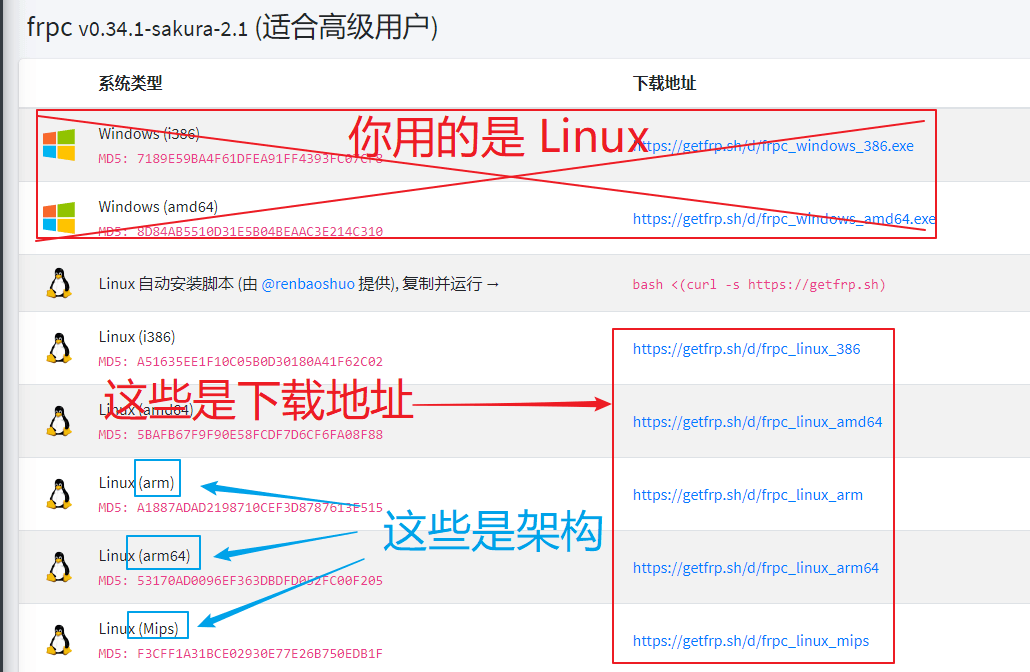 frpc v0.34.1-sakura-2.1 (适合高级用户)
系统类型 下载地址
Windows (i386)
你用的是 Linux
https://getfrp.sh/d/frpc_windows_386.exe
MD5: 7189E59BA4F61DFEA91FF4393FC07CF8
Windows (amd64)
https://getfrp.sh/d/frpc_windows_amd64.exe
MD5: 8D84AB5510D31E5B04BEAAC3E214C310
Linux 自动安装脚本 (由 @renbaoshuo 提供), 复制并运行 → bash <(curl -s https://getfrp.sh)
Linux (i386)
https://getfrp.sh/d/frpc_linux_386
MD5: A51635EE1F10C05B0D30180A41F62C02
这些是下载地址
Linux (amd64)
https://getfrp.sh/d/frpc_linux_amd64
MD5: 5BAFB67F9F90E58FCDF7D6CF6FA08F88
Linux (arm)
https://getfrp.sh/d/frpc_linux_arm
MD5: A1887ADAD2198710CEF3D8787613E515
这些是架构
Linux (arm64)
https://getfrp.sh/d/frpc_linux_arm64
MD5: 53170AD0096EF363DBDFD052FC00F205
Linux (Mips)
https://getfrp.sh/d/frpc_linux_mips
MD5: F3CFF1A31BCE02930E77E26B750EDB1F